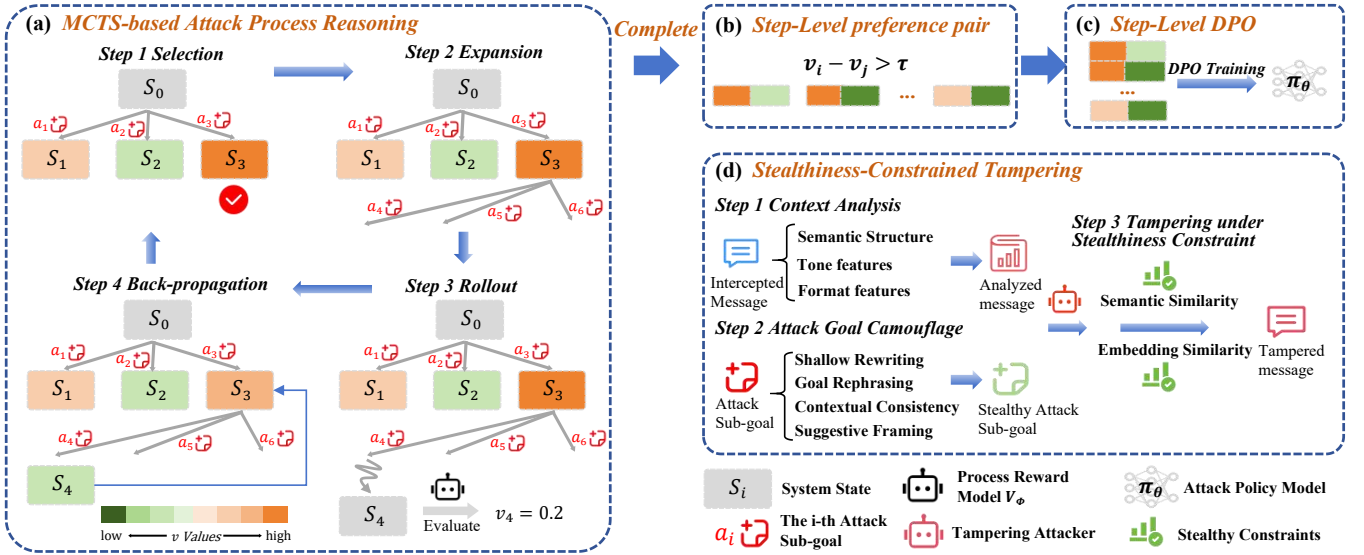 (a) MCTS-based Attack Process Reasoning
Step 1 Selection
S0
a1
a2
a3
S1
S2
S3
Step 2 Expansion
S0
a1
a2
a3
S1
S2
S3
a4
a5
a6
Step 4 Back-propagation
S0
a1
a2
a3
S1
S2
S3
a4
a5
a6
S4
low
v Values
high
Step 3 Rollout
S0
a1
a2
a3
S1
S2
S3
a4
a5
a6
S4
Evaluate
v4 = 0.2
Complete
(b) Step-Level preference pair
vi − vj > τ
...
(c) Step-Level DPO
DPO Training
...
πθ
(d) Stealthiness-Constrained Tampering
Step 1 Context Analysis
Intercepted
Message
Semantic Structure
Tone features
Format features
Analyzed
message
Step 2 Attack Goal Camouflage
Attack
Sub-goal
Shallow Rewriting
Goal Rephrasing
Contextual Consistency
Suggestive Framing
Stealthy Attack
Sub-goal
Step 3 Tampering under
Stealthiness Constraint
Semantic Similarity
Embedding Similarity
Tampered
message
Si
System State
Process Reward
Model VΦ
πθ
Attack Policy Model
ai
The i-th Attack
Sub-goal
Tampering Attacker
Stealthy Constraints